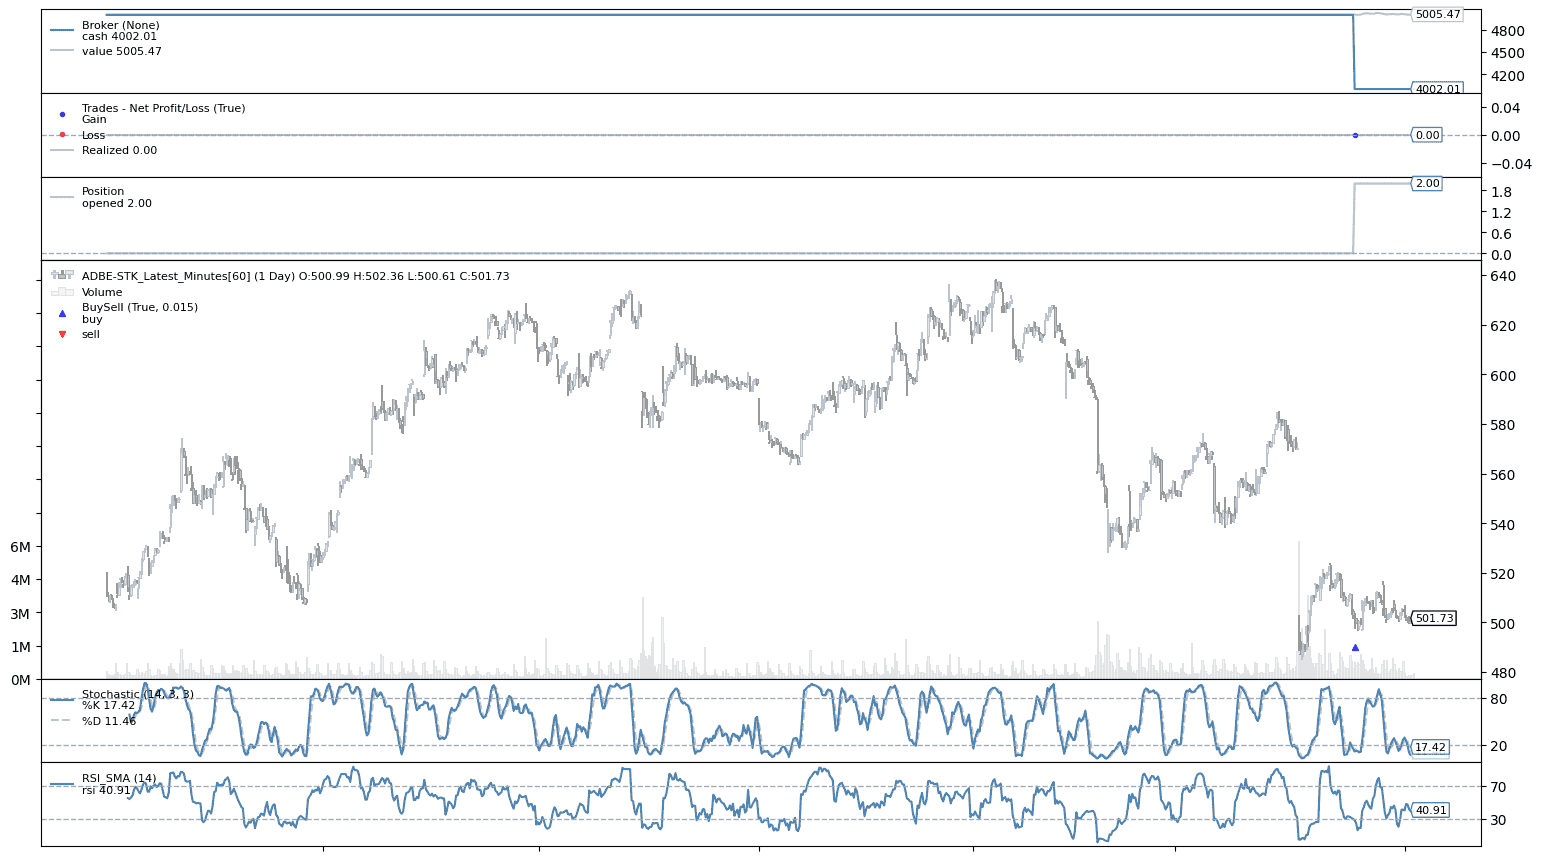 Broker (None)
cash 4002.01
value 5005.47
5005.47
4800
4500
4200
4002.01
Trades - Net Profit/Loss (True)
Gain
Loss
Realized 0.00
0.04
0.00
0.00
−0.04
Position
opened 2.00
2.00
1.8
1.2
0.6
0.0
ADBE-STK_Latest_Minutes[60] (1 Day) O:500.99 H:502.36 L:500.61 C:501.73
Volume
BuySell (True, 0.015)
buy
sell
640
620
600
580
560
540
520
500
480
501.73
6M
4M
3M
1M
0M
Stochastic (14, 3, 3)
%K 17.42
%D 11.46
80
20
17.42
RSI_SMA (14)
rsi 40.91
70
30
40.91